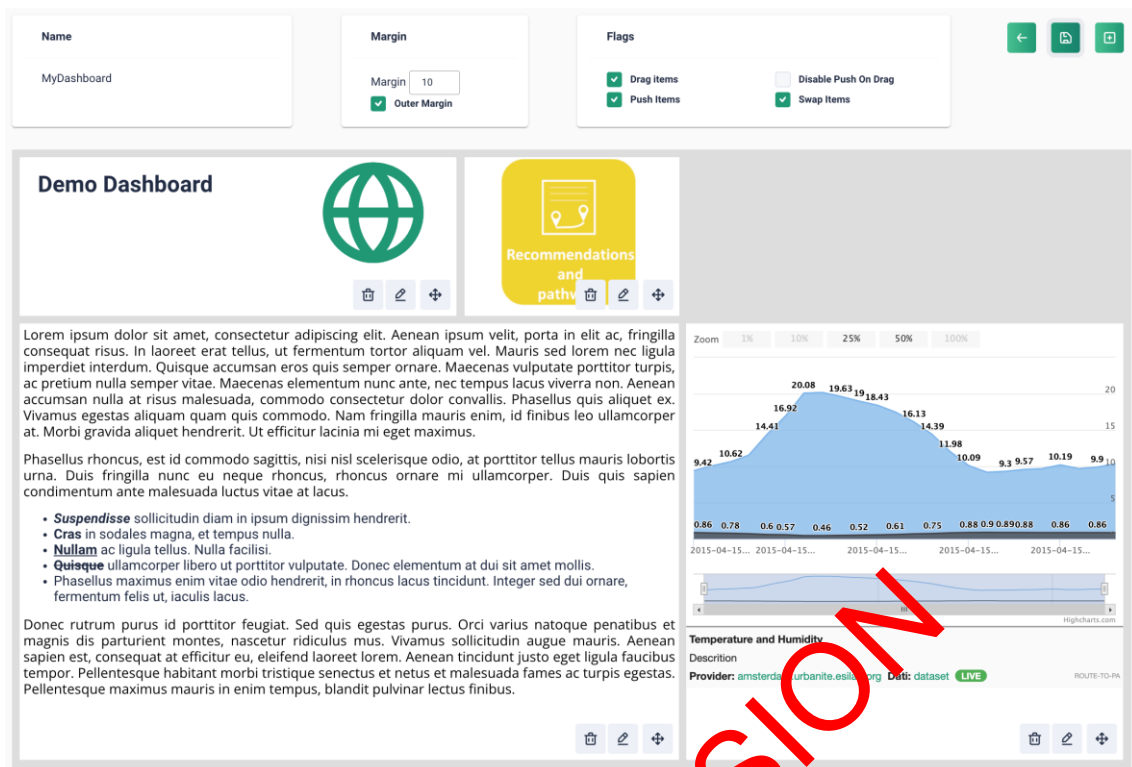 Name
MyDashboard
Margin
Margin 10
Outer Margin
Flags
Drag items
Disable Push On Drag
Push Items
Swap Items
Demo Dashboard
Recommendations
and
Lorem ipsum dolor sit amet, consectetur adipiscing elit. Aenean ipsum velit, porta in elit ac, fringilla
consequat risus. In laoreet erat tellus, ut fermentum tortor aliquam vel. Mauris sed lorem nec ligula
imperdiet interdum. Quisque accumsan eros quis semper ornare. Maecenas vulputate porttitor turpis,
ac pretium nulla semper vitae. Maecenas elementum nunc ante, nec tempus lacus viverra non. Aenean
accumsan nulla at risus malesuada, commodo consectetur dolor convallis. Phasellus quis aliquet ex.
Vivamus egestas aliquam quam quis commodo. Nam fringilla mauris enim, id finibus leo ullamcorper
at. Morbi gravida aliquet hendrerit. Ut efficitur lacinia mi eget maximus.
Phasellus rhoncus, est id commodo sagittis, nisi nisl scelerisque odio, at porttitor tellus mauris lobortis
urna. Duis fringilla nunc eu neque rhoncus, rhoncus ornare mi ullamcorper. Duis quis sapien
condimentum ante malesuada luctus vitae at lacus.
• Suspendisse sollicitudin diam in ipsum dignissim hendrerit.
• Cras in sodales magna, et tempus nulla.
• Nullam ac ligula tellus. Nulla facilisi.
• Quisque ullamcorper libero ut porttitor vulputate. Donec elementum at dui sit amet mollis.
• Phasellus maximus enim vitae odio hendrerit, in rhoncus lacus tincidunt. Integer sed dui ornare,
fermentum felis ut, iaculis lacus.
Donec rutrum purus id porttitor feugiat. Sed quis egestas purus. Orci varius natoque penatibus et
magnis dis parturient montes, nascetur ridiculus mus. Vivamus sollicitudin augue mauris. Aenean
sapien est, consequat at efficitur eu, eleifend laoreet lorem. Aenean tincidunt justo eget ligula faucibus
tempor. Pellentesque habitant morbi tristique senectus et netus et malesuada fames ac turpis egestas.
Pellentesque maximus mauris in enim tempus, blandit pulvinar lectus finibus.
Zoom 1% 10% 25% 50% 100%
20
20.08 19.63 19 18.43
16.92 16.13
15
14.41 14.39
11.98
10.62 10.09 10.19
9.42 9.3 9.57 9.9 10
5
0.86 0.78 0.6 0.57 0.46 0.52 0.61 0.75 0.88 0.9 0.89 0.88 0.86 0.86
2015-04-15... 2015-04-15... 2015-04-15... 2015-04-15... 2015-04-15...
Highcharts.com
Temperature and Humidity
Descrition
Provider: Dati: dataset LIVE
ROUTE-TO-PA
SION